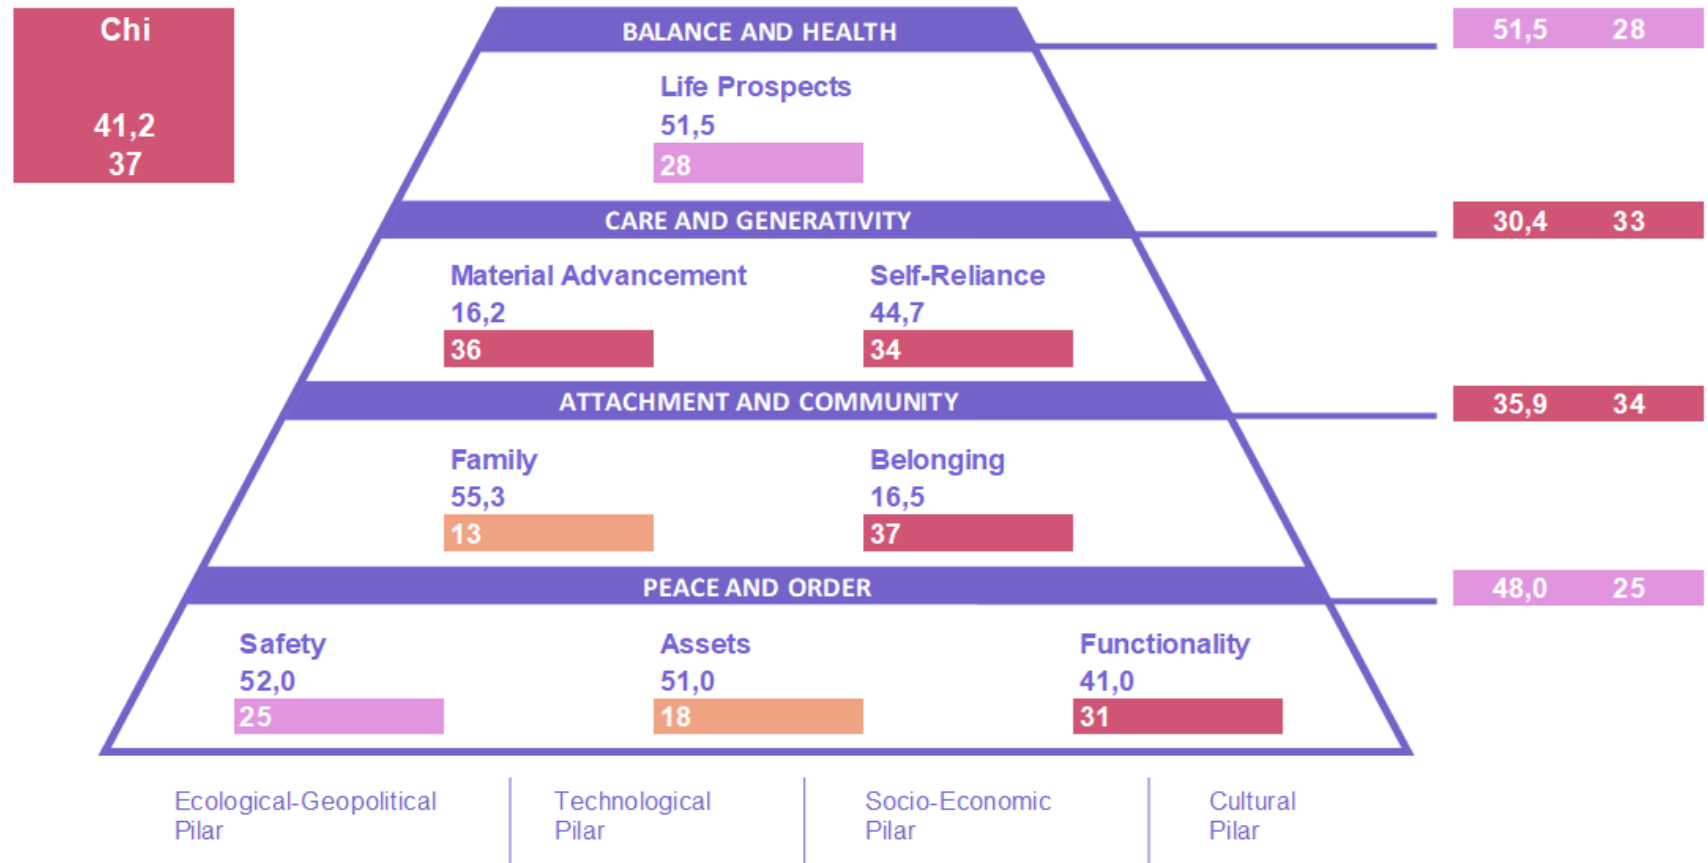 Chi
41,2
37
BALANCE AND HEALTH
51,5 28
Life Prospects
51,5
28
CARE AND GENERATIVITY
30,4 33
Material Advancement Self-Reliance
16,2 44,7
36 34
ATTACHMENT AND COMMUNITY
35,9 34
Family Belonging
55,3 16,5
13 37
PEACE AND ORDER
48,0 25
Safety Assets Functionality
52,0 51,0 41,0
25 18 31
Ecological-Geopolitical Technological Socio-Economic Cultural
Pilar Pilar Pilar Pilar